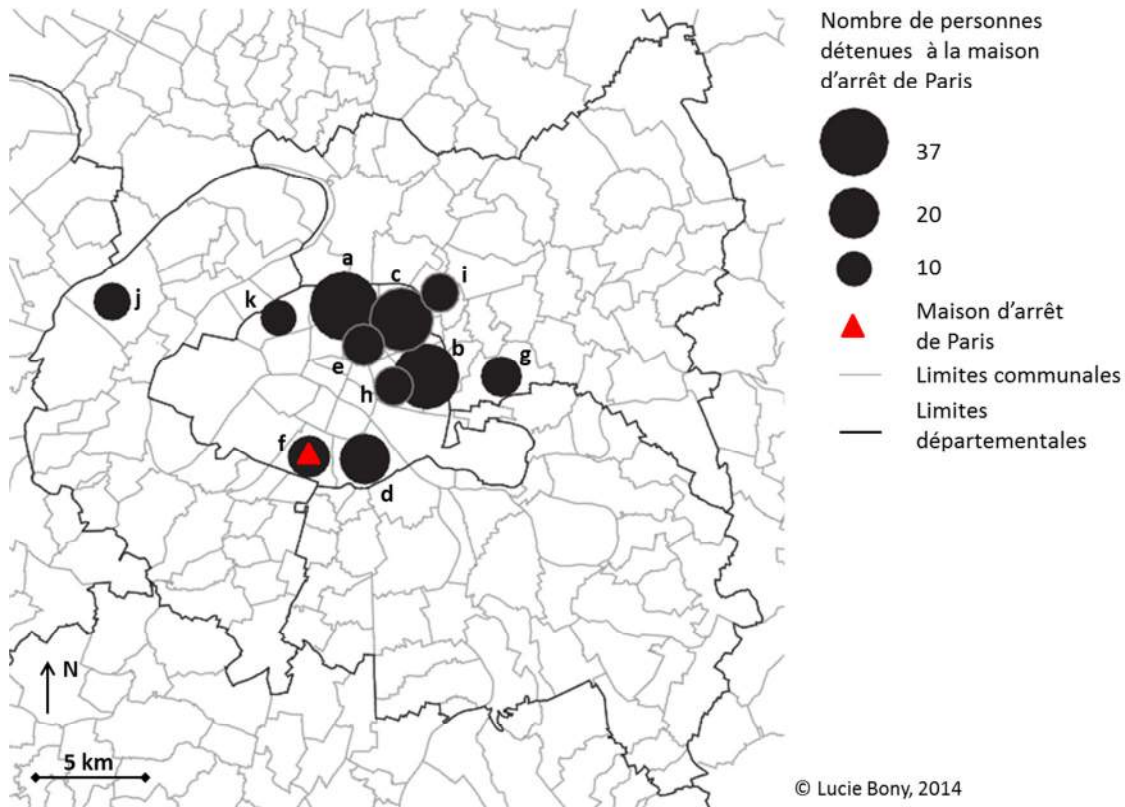 Nombre de personnes
détenues à la maison
d'arrêt de Paris
37
20
10
Maison d'arrêt
de Paris
Limites communales
Limites
départementales
a
c
i
j
k
b
g
e
h
f
d
N
5 km
© Lucie Bony, 2014